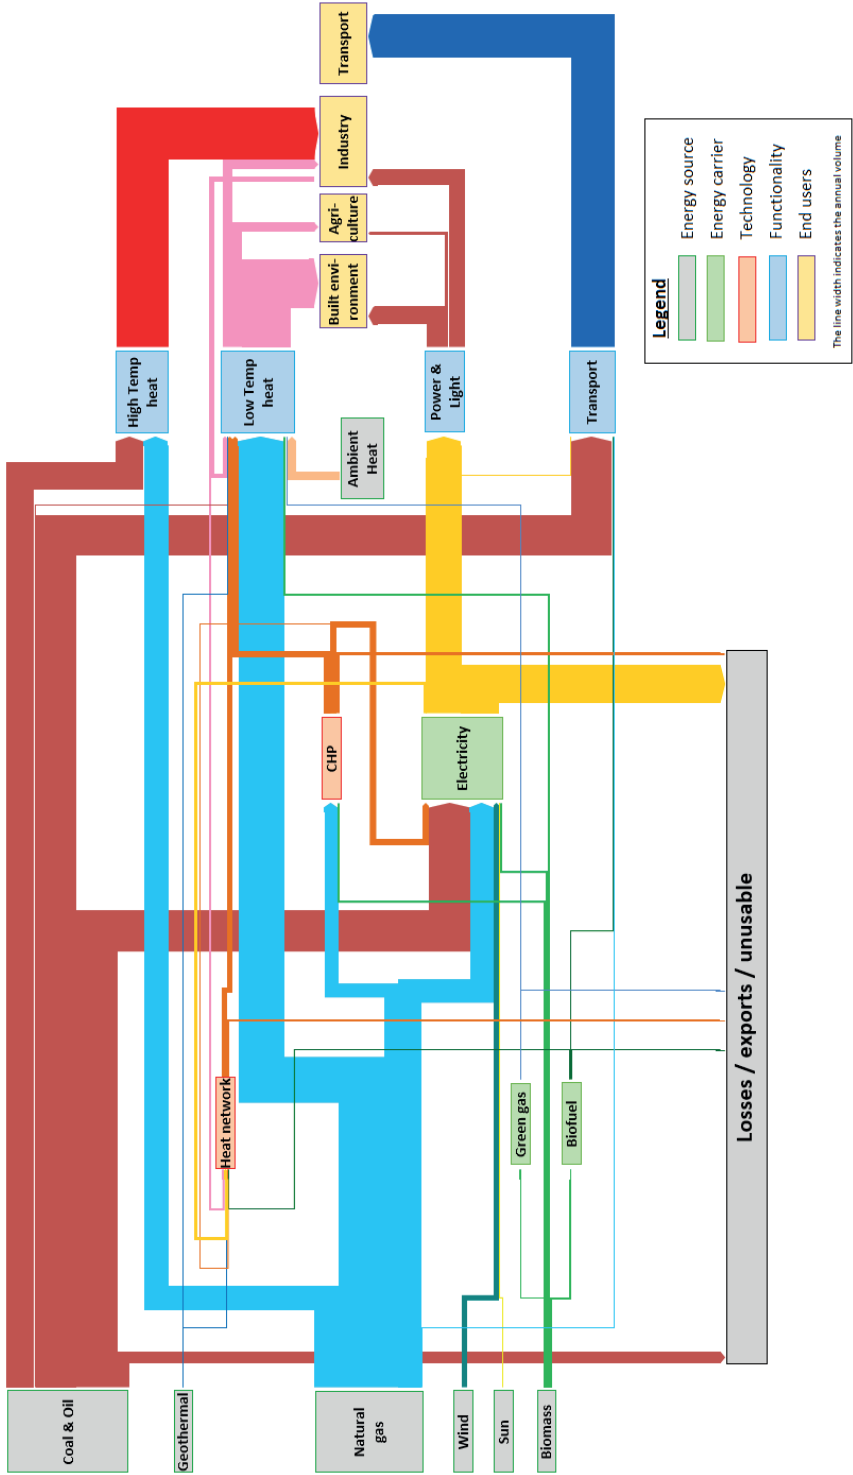 Coal & Oil
Geothermal
Natural
gas
Wind
Sun
Biomass
Heat network
Green gas
Biofuel
CHP
Electricity
Ambient
Heat
High Temp
heat
Low Temp
heat
Power &
Light
Transport
Built envi-
ronment
Agri-
culture
Industry
Transport
Losses / exports / unusable
Legend
Energy source
Energy carrier
Technology
Functionality
End users
The line width indicates the annual volume